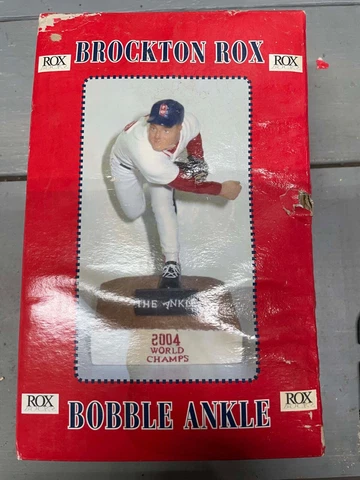 ROX
BROCKTON ROX
ROX
THE ANKLE
2004
WORLD
CHAMPS
ROX
BOBBLE ANKLE
ROX